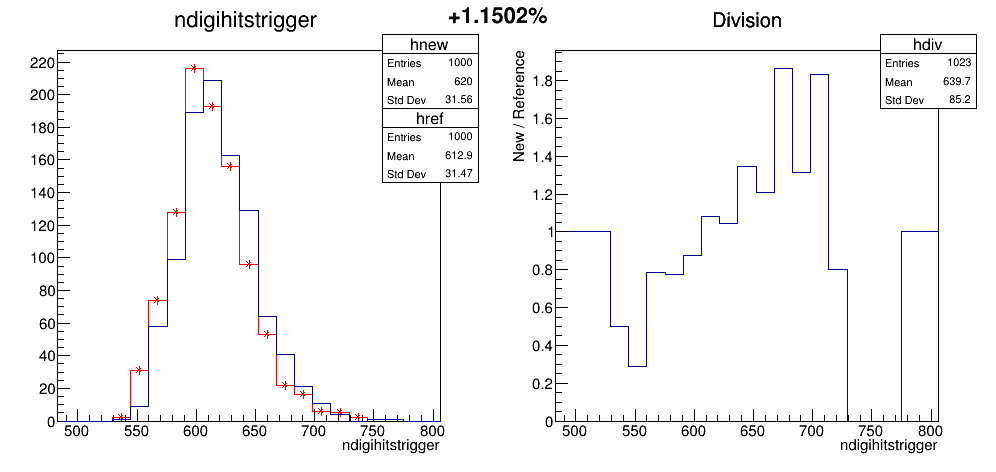 +1.1502%
ndigihitstrigger
hnew
Entries 1000
Mean 620
Std Dev 31.56
href
Entries 1000
Mean 612.9
Std Dev 31.47
220
200
180
160
140
120
100
80
60
40
20
0
500 550 600 650 700 750 800
ndigihitstrigger
Division
hdiv
Entries 1023
Mean 639.7
Std Dev 85.2
New / Reference
1.8
1.6
1.4
1.2
1
0.8
0.6
0.4
0.2
0
500 550 600 650 700 750 800
ndigihitstrigger